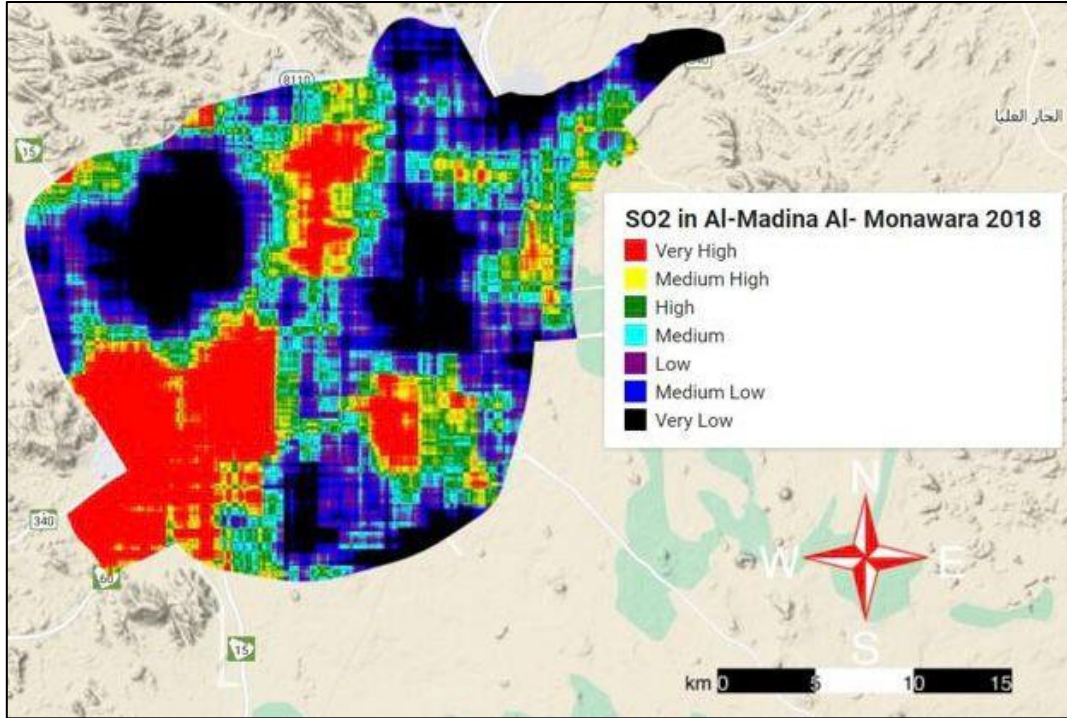 8110
15
الحار العليا
SO2 in Al-Madina Al- Monawara 2018
Very High
Medium High
High
Medium
Low
Medium Low
Very Low
340
60
15
N
W E
S
km 0 5 10 15